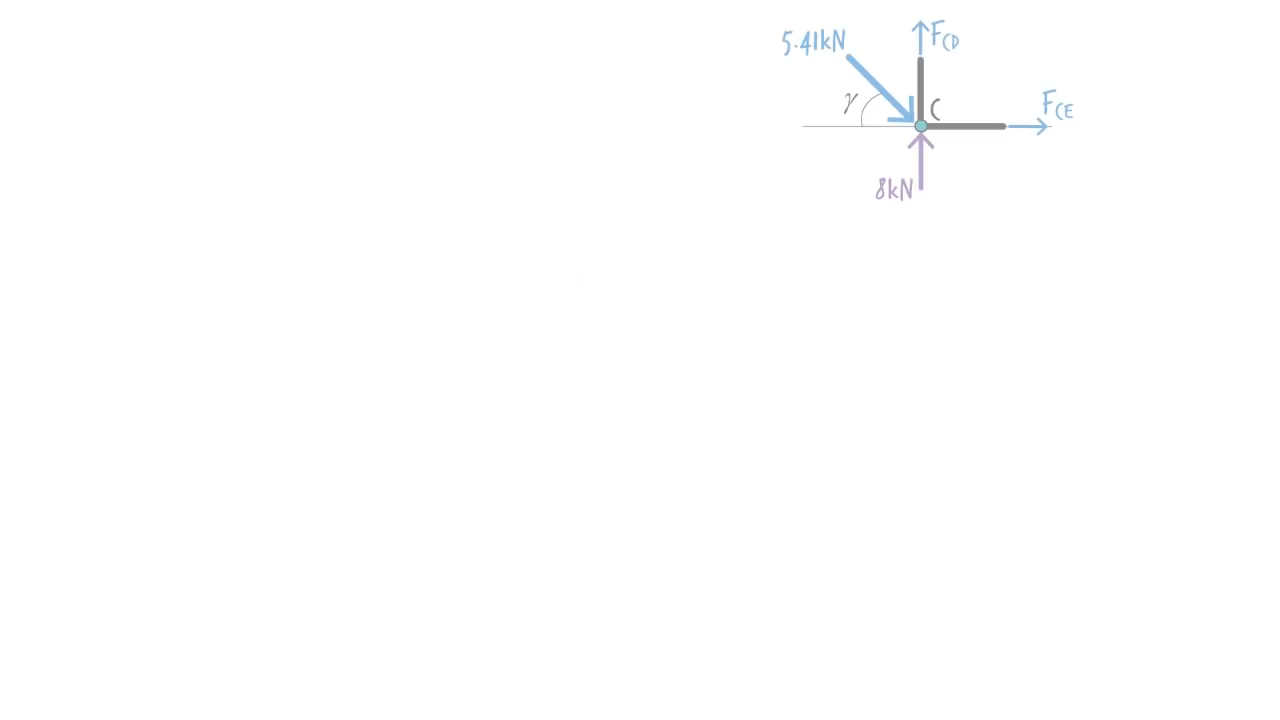 5.41kN
F_CD
γ
C
F_CE
8kN